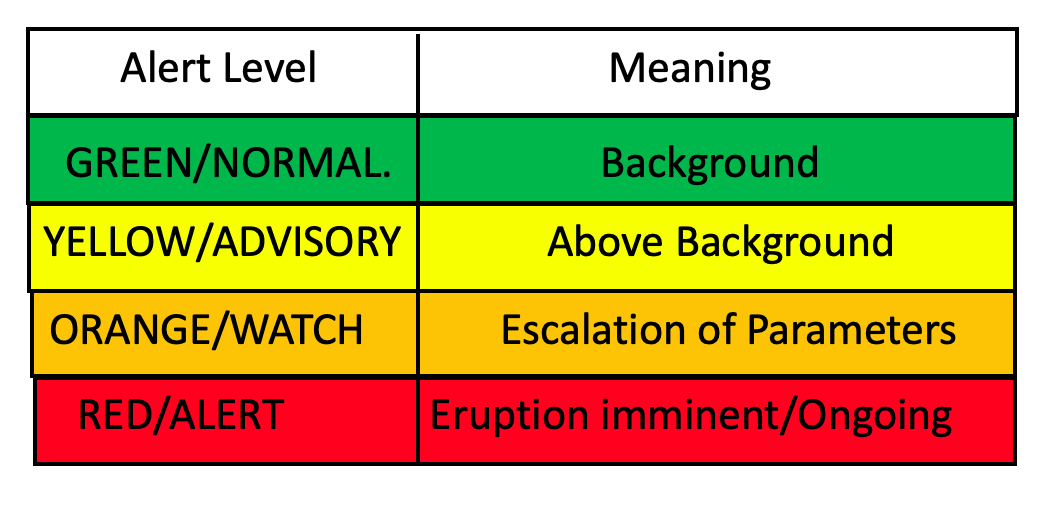 Alert Level Meaning
GREEN/NORMAL. Background
YELLOW/ADVISORY Above Background
ORANGE/WATCH Escalation of Parameters
RED/ALERT Eruption imminent/Ongoing